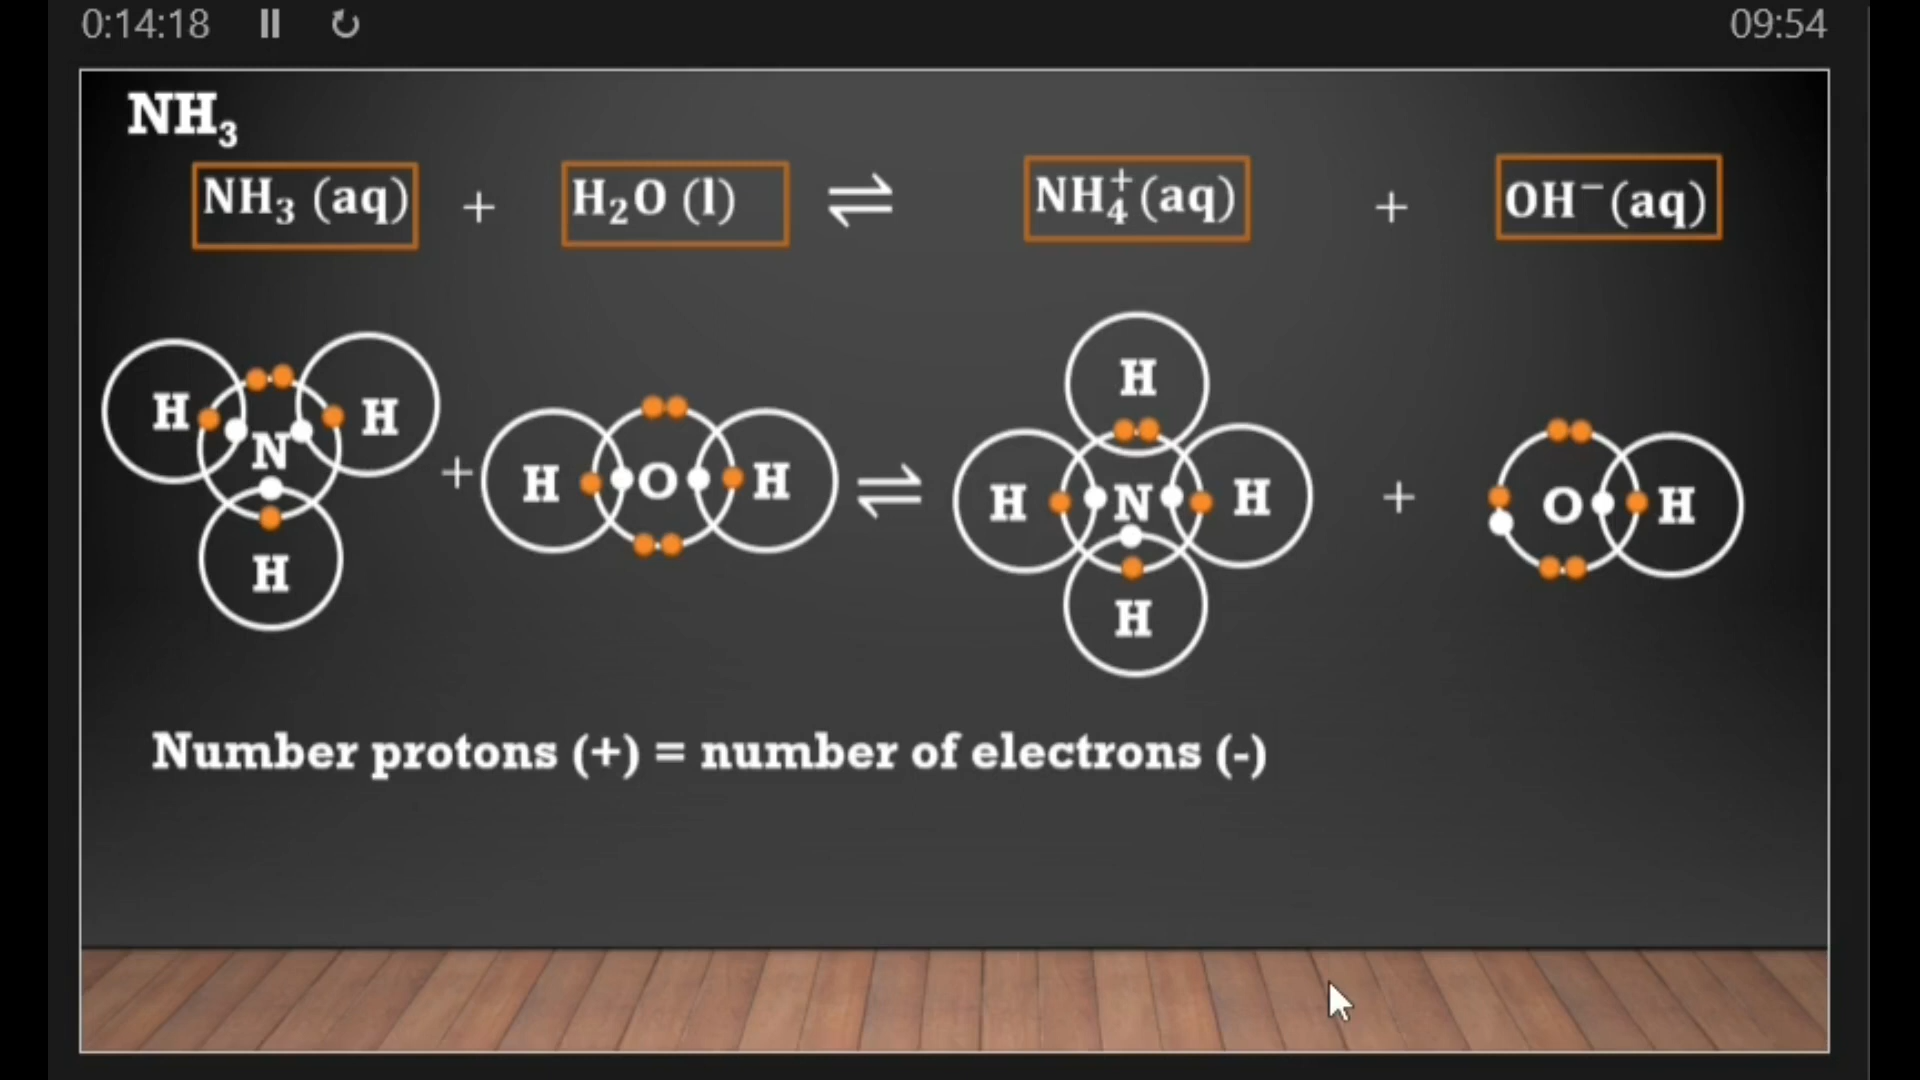 0:14:18 09:54
NH₃
NH₃ (aq) + H₂O (l) ⇌ NH₄⁺(aq) + OH⁻(aq)
H
H H
N H O H H N H + O H
+ ⇌
H H
Number protons (+) = number of electrons (-)